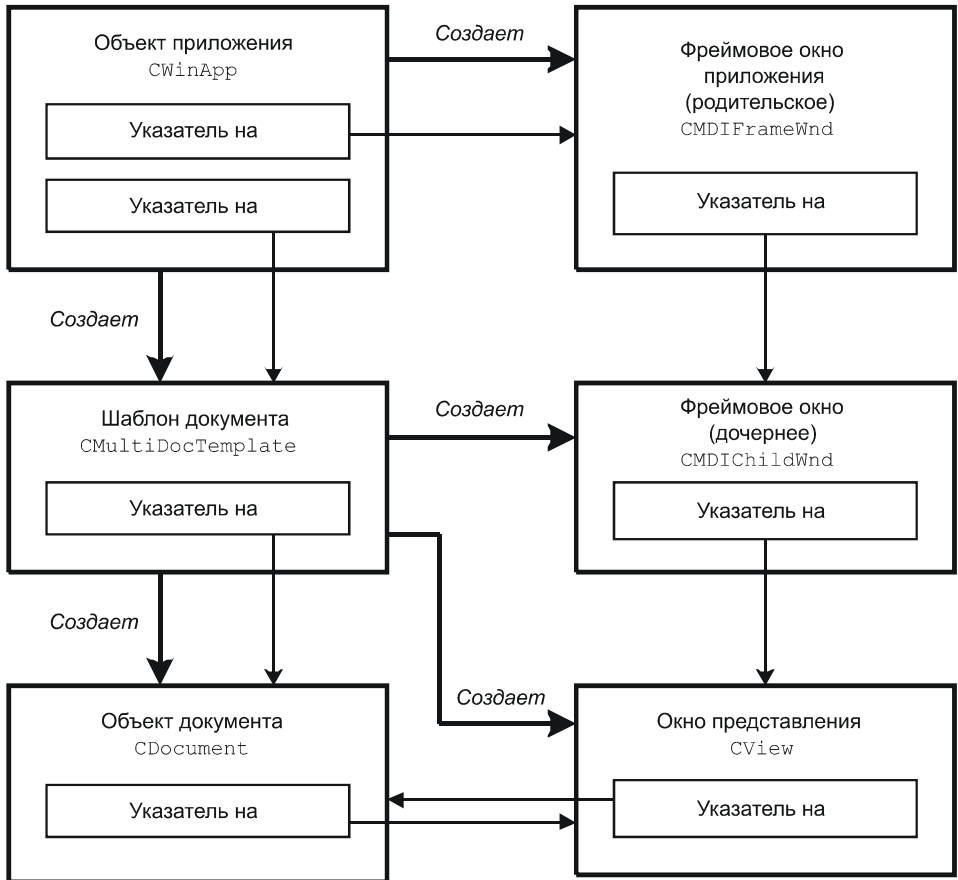 Объект приложения
CWinApp
Указатель на
Указатель на
Создает
Фреймовое окно
приложения
(родительское)
CMDIFrameWnd
Указатель на
Создает
Шаблон документа
CMultiDocTemplate
Указатель на
Создает
Фреймовое окно
(дочернее)
CMDIChildWnd
Указатель на
Создает
Создает
Объект документа
CDocument
Указатель на
Окно представления
CView
Указатель на